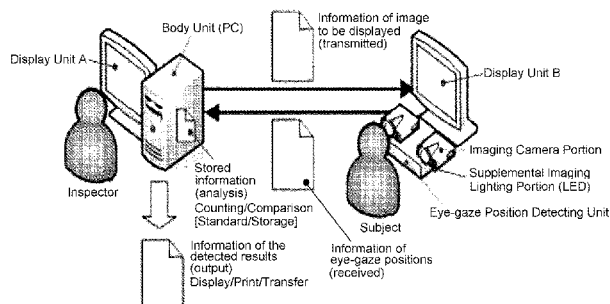 Information of image
to be displayed
(transmitted)
Body Unit (PC)
Display Unit A
Display Unit B
Inspector
Stored
information
(analysis)
Counting/Comparison
[Standard/Storage]
Imaging Camera Portion
Supplemental Imaging
Lighting Portion (LED)
Eye-gaze Position Detecting Unit
Subject
Information of the
detected results
(output)
Display/Print/Transfer
Information of
eye-gaze positions
(received)